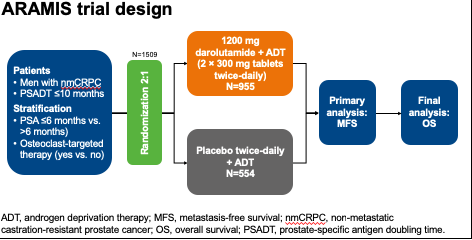 ARAMIS trial design
Patients
• Men with nmCRPC
• PSADT ≤10 months
Stratification
• PSA ≤6 months vs.
>6 months)
• Osteoclast-targeted
therapy (yes vs. no)
N=1509
Randomization 2:1
1200 mg
darolutamide + ADT
(2 × 300 mg tablets
twice-daily)
N=955
Placebo twice-daily
+ ADT
N=554
Primary
analysis:
MFS
Final
analysis:
OS
ADT, androgen deprivation therapy; MFS, metastasis-free survival; nmCRPC, non-metastatic
castration-resistant prostate cancer; OS, overall survival; PSADT, prostate-specific antigen doubling time.